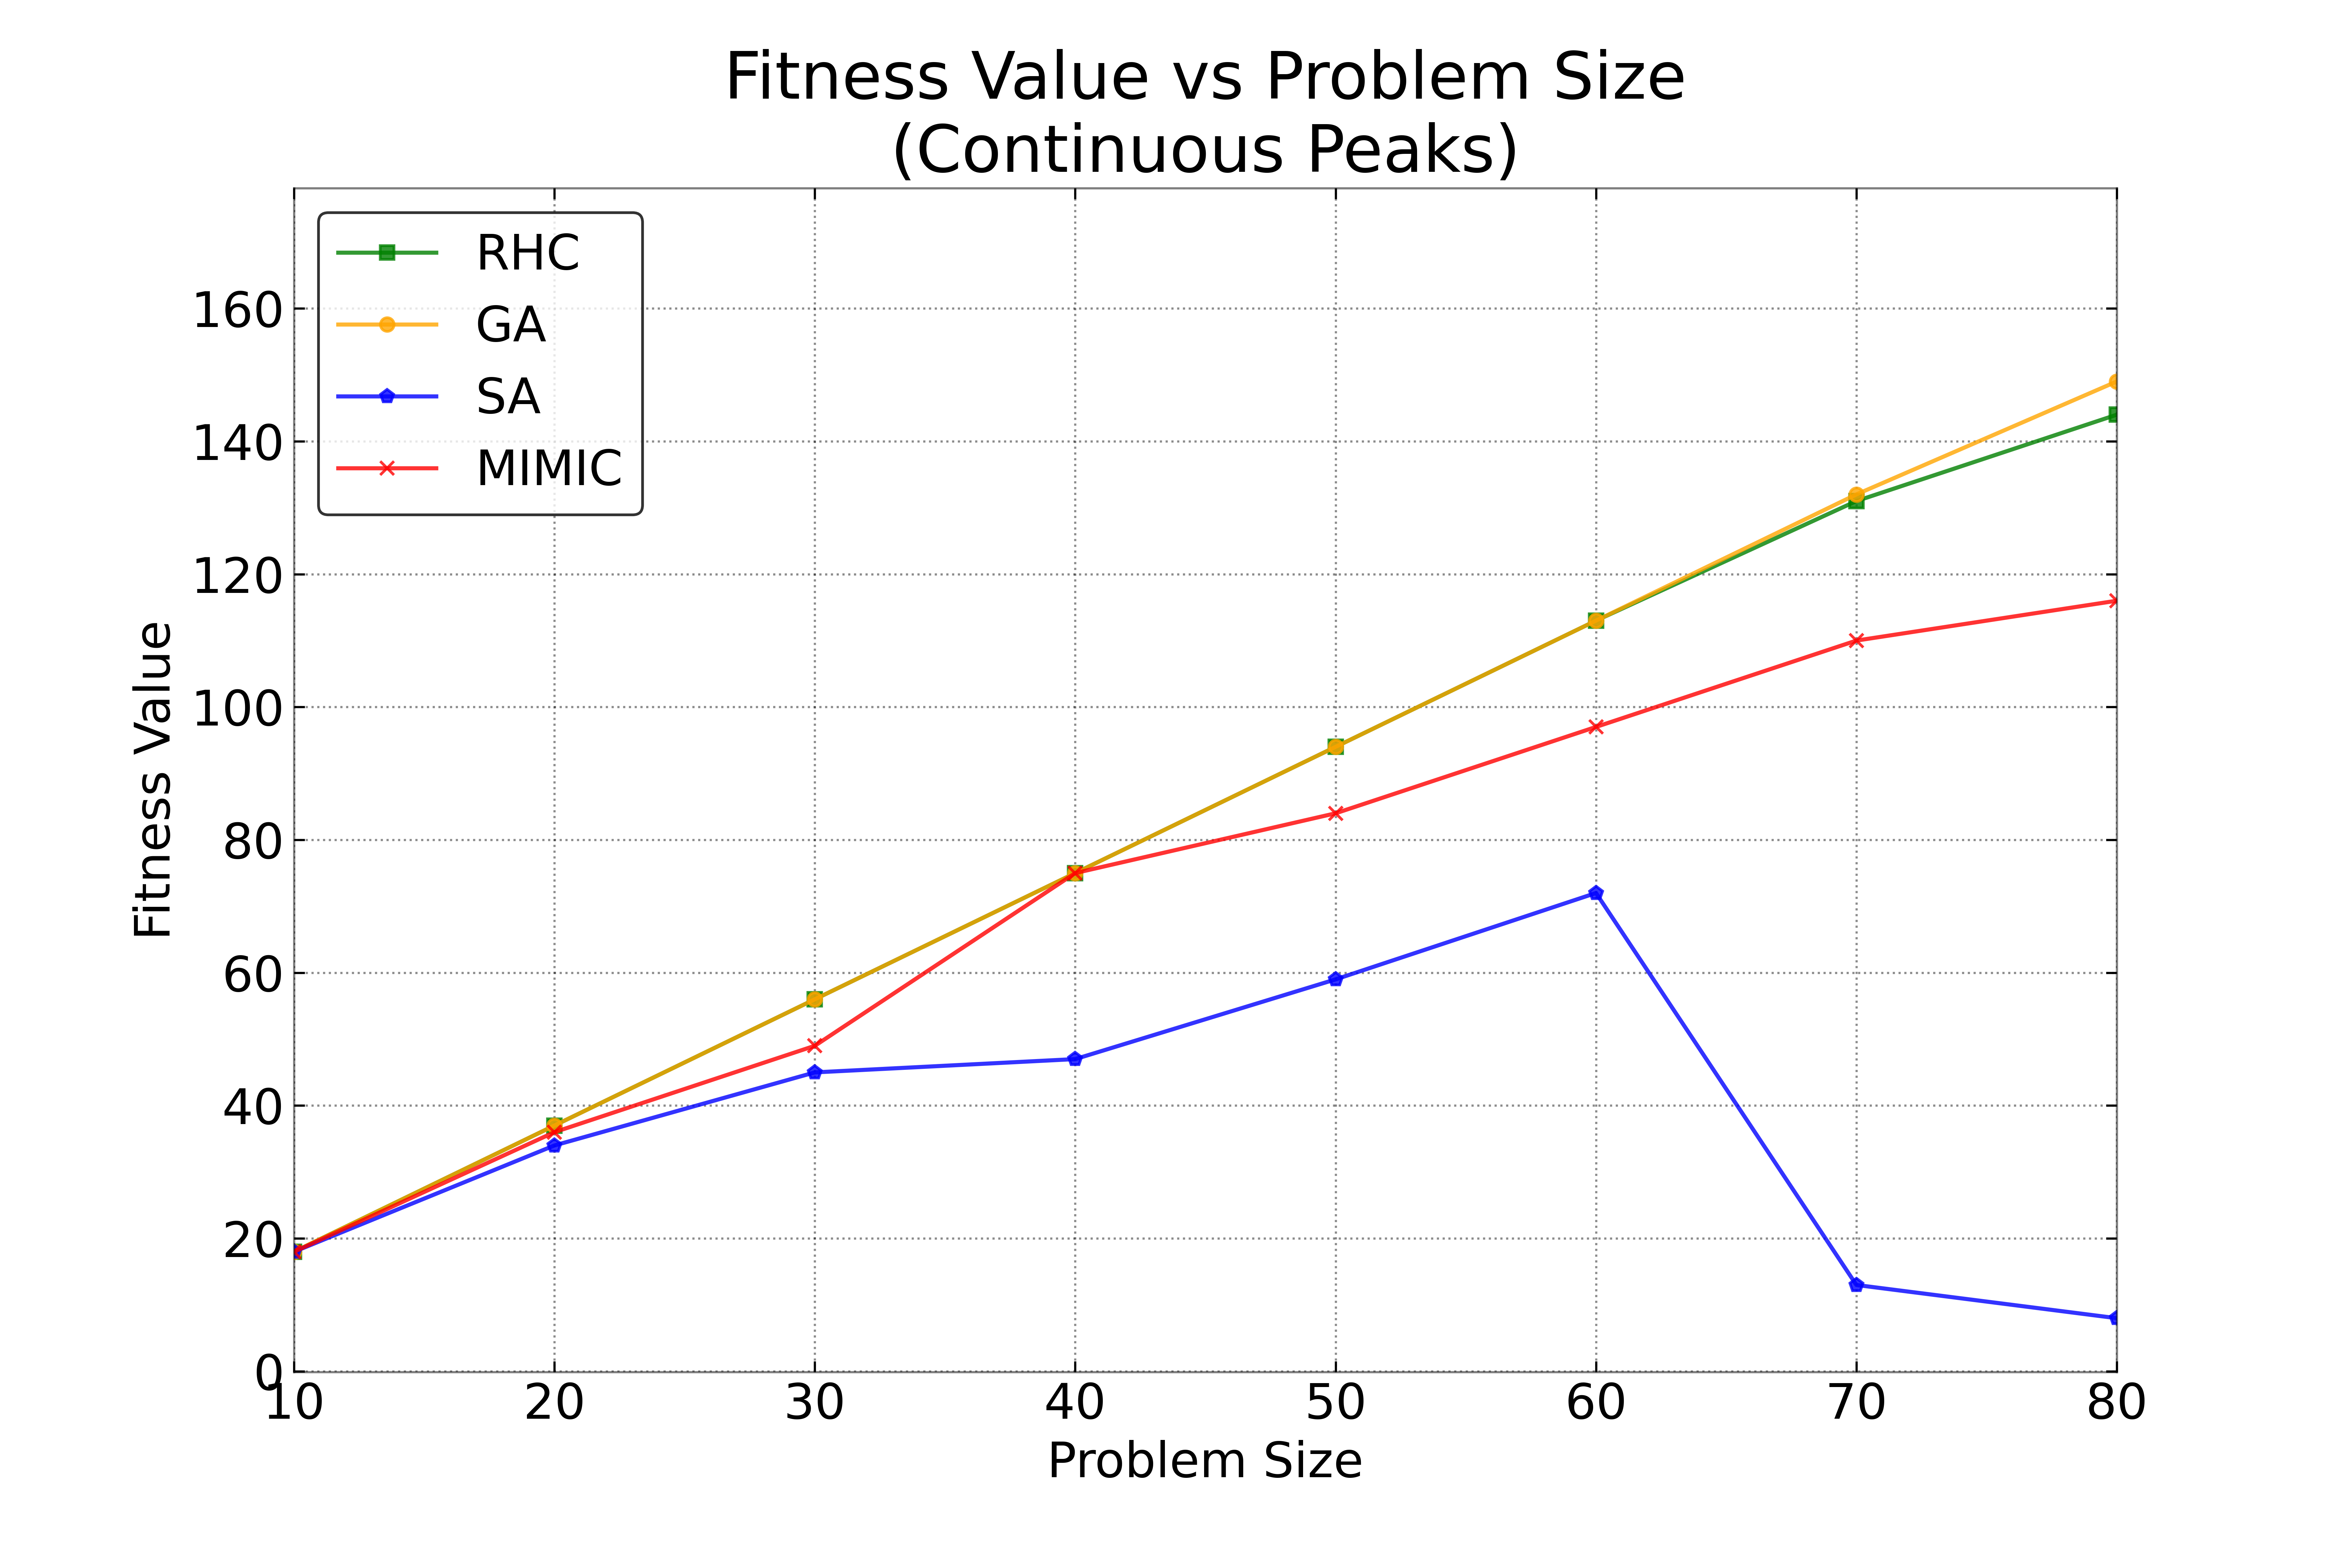 Fitness Value vs Problem Size
(Continuous Peaks)
RHC
GA
SA
MIMIC
160
140
120
100
80
60
40
20
0
Fitness Value
10 20 30 40 50 60 70 80
Problem Size